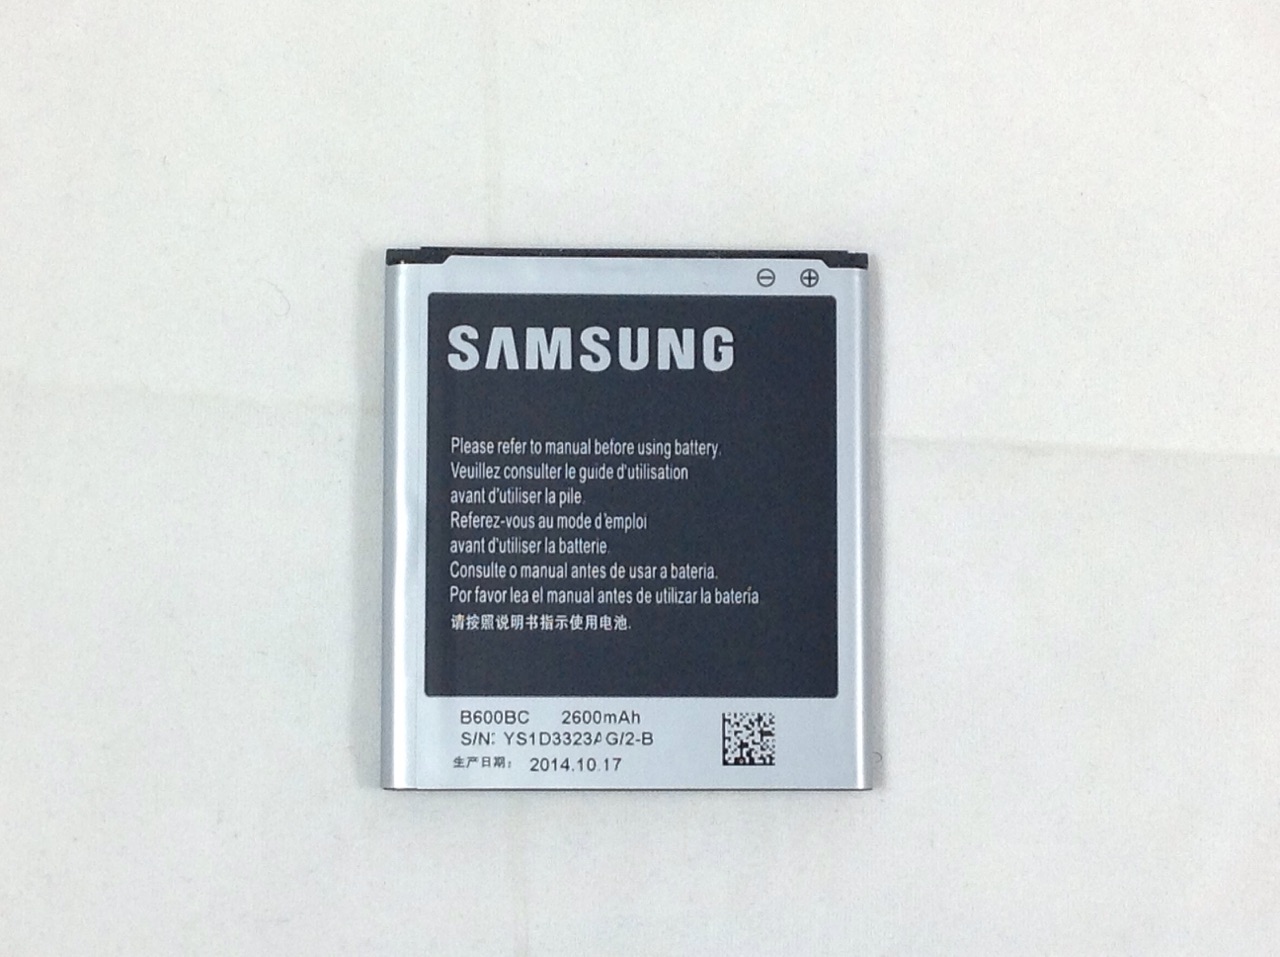 SAMSUNG
Please refer to manual before using battery.
Veuillez consulter le guide d'utilisation
avant d'utiliser la pile.
Referez-vous au mode d'emploi
avant d'utiliser la batterie.
Consulte o manual antes de usar a bateria.
Por favor lea el manual antes de utilizar la batería.
请按照说明书指示使用电池.
B600BC 2600mAh
S/N: YS1D3323AG/2-B
生产日期: 2014.10.17